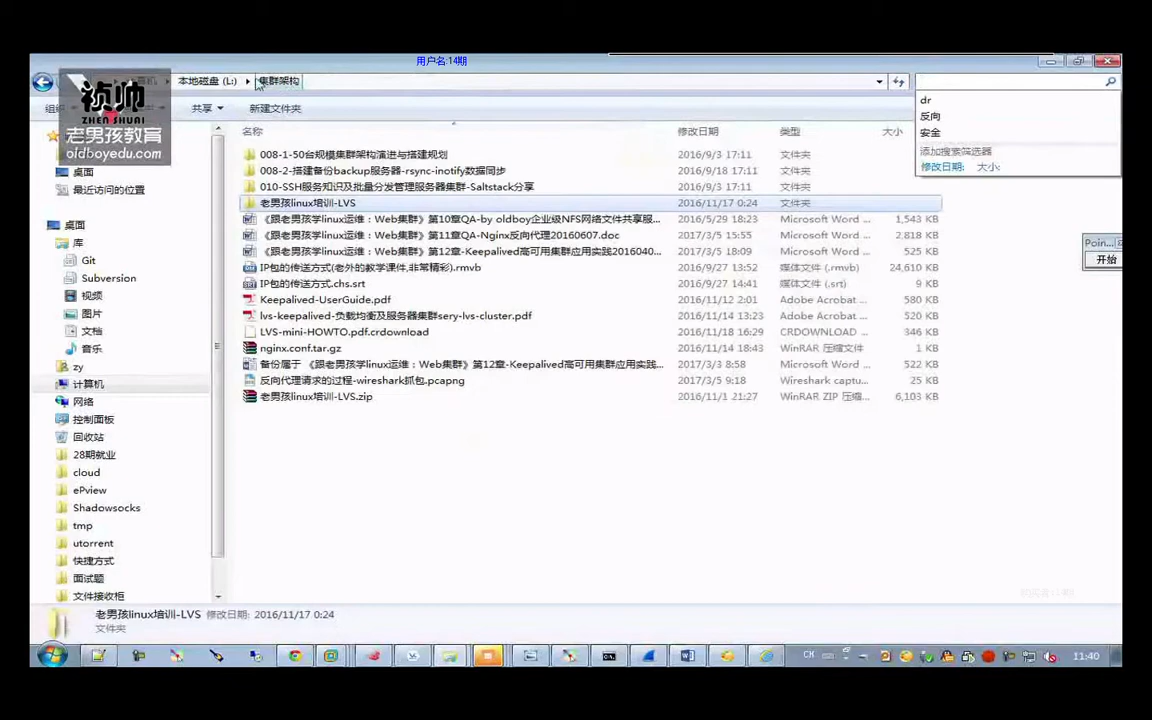 用户名:14期
本地磁盘 (L:) 集群架构
祯帅
ZHEN SHUAI
老男孩教育
oldboyedu.com
共享 新建文件夹
dr
反向
安全
添加搜索筛选器
修改日期: 大小:
名称 修改日期 类型 大小
008-1-50台规模集群架构演进与搭建规划 2016/9/3 17:11 文件夹
008-2-搭建备份backup服务器-rsync-inotify数据同步 2016/9/18 17:11 文件夹
010-SSH服务知识及批量分发管理服务器集群-Saltstack分享 2016/9/3 17:11 文件夹
老男孩linux培训-LVS 2016/11/17 0:24 文件夹
《跟老男孩学linux运维：Web集群》第10章QA-by oldboy企业级NFS网络文件共享服... 2016/5/29 18:23 Microsoft Word ... 1,543 KB
《跟老男孩学linux运维：Web集群》第11章QA-Nginx反向代理20160607.doc 2017/3/5 15:55 Microsoft Word ... 2,818 KB
《跟老男孩学linux运维：Web集群》第12章-Keepalived高可用集群应用实践2016040... 2017/3/5 18:09 Microsoft Word ... 525 KB
IP包的传送方式(老外的教学课件,非常精彩).rmvb 2016/9/27 13:52 媒体文件 (.rmvb) 24,610 KB
IP包的传送方式.chs.srt 2016/9/27 14:41 媒体文件 (.srt) 9 KB
Keepalived-UserGuide.pdf 2016/11/12 2:01 Adobe Acrobat ... 580 KB
lvs-keepalived-负载均衡及服务器集群sery-lvs-cluster.pdf 2016/11/14 13:23 Adobe Acrobat ... 535 KB
LVS-mini-HOWTO.pdf.crdownload 2016/11/18 16:29 CRDOWNLOAD ... 346 KB
nginx.conf.tar.gz 2016/11/14 18:43 WinRAR 压缩文件 1 KB
备份属于 《跟老男孩学linux运维：Web集群》第12章-Keepalived高可用集群应用实践... 2017/3/3 8:58 Microsoft Word ... 522 KB
反向代理请求的过程-wireshark抓包.pcapng 2017/3/5 9:18 Wireshark captu... 25 KB
老男孩linux培训-LVS.zip 2016/11/1 21:27 WinRAR ZIP 压缩... 6,103 KB
桌面
最近访问的位置
桌面
库
Git
Subversion
视频
图片
文档
音乐
zy
计算机
网络
控制面板
回收站
28期就业
cloud
ePview
Shadowsocks
tmp
utorrent
快捷方式
面试题
文件接收柜
Poin...
开始
老男孩linux培训-LVS 修改日期: 2016/11/17 0:24
文件夹
CH 11:40